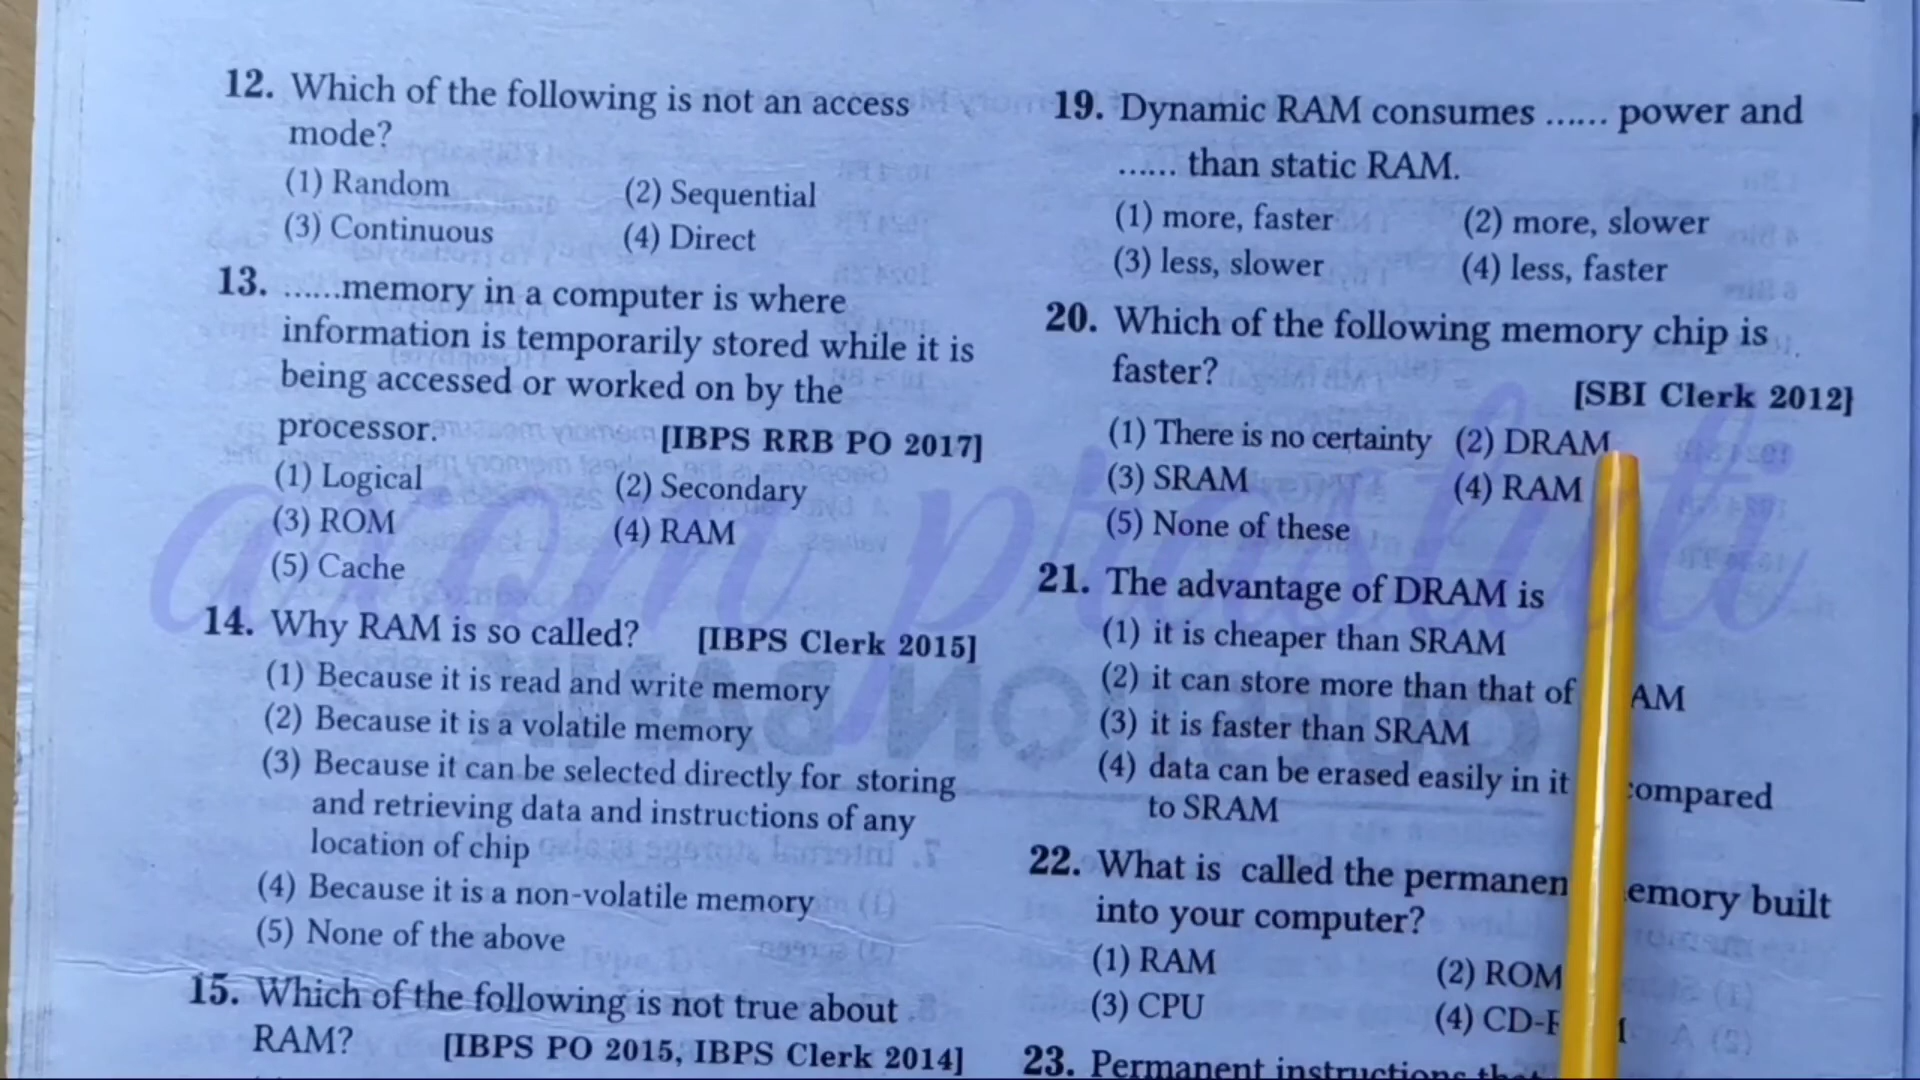 12. Which of the following is not an access
mode?
(1) Random (2) Sequential
(3) Continuous (4) Direct
13. ......memory in a computer is where
information is temporarily stored while it is
being accessed or worked on by the
processor. [IBPS RRB PO 2017]
(1) Logical (2) Secondary
(3) ROM (4) RAM
(5) Cache
14. Why RAM is so called? [IBPS Clerk 2015]
(1) Because it is read and write memory
(2) Because it is a volatile memory
(3) Because it can be selected directly for storing
and retrieving data and instructions of any
location of chip
(4) Because it is a non-volatile memory
(5) None of the above
15. Which of the following is not true about
RAM? [IBPS PO 2015, IBPS Clerk 2014]
19. Dynamic RAM consumes ...... power and
...... than static RAM.
(1) more, faster (2) more, slower
(3) less, slower (4) less, faster
20. Which of the following memory chip is
faster? [SBI Clerk 2012]
(1) There is no certainty (2) DRAM
(3) SRAM (4) RAM
(5) None of these
21. The advantage of DRAM is
(1) it is cheaper than SRAM
(2) it can store more than that of
(3) it is faster than SRAM
(4) data can be erased easily in it compared
to SRAM
22. What is called the permanen emory built
into your computer?
(1) RAM (2) ROM
(3) CPU (4)
23. Permanent instructions